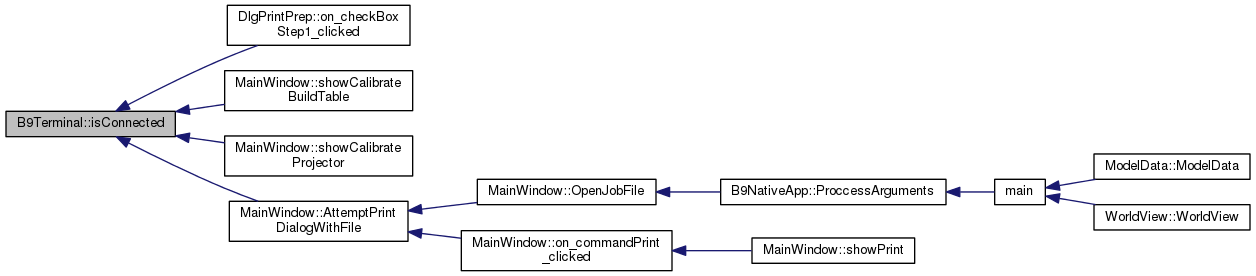 DlgPrintPrep::on_checkBox
Step1_clicked
MainWindow::showCalibrate
BuildTable
B9Terminal::isConnected
MainWindow::showCalibrate
Projector
MainWindow::AttemptPrint
DialogWithFile
MainWindow::OpenJobFile
B9NativeApp::ProccessArguments
main
ModelData::ModelData
WorldView::WorldView
MainWindow::on_commandPrint
_clicked
MainWindow::showPrint